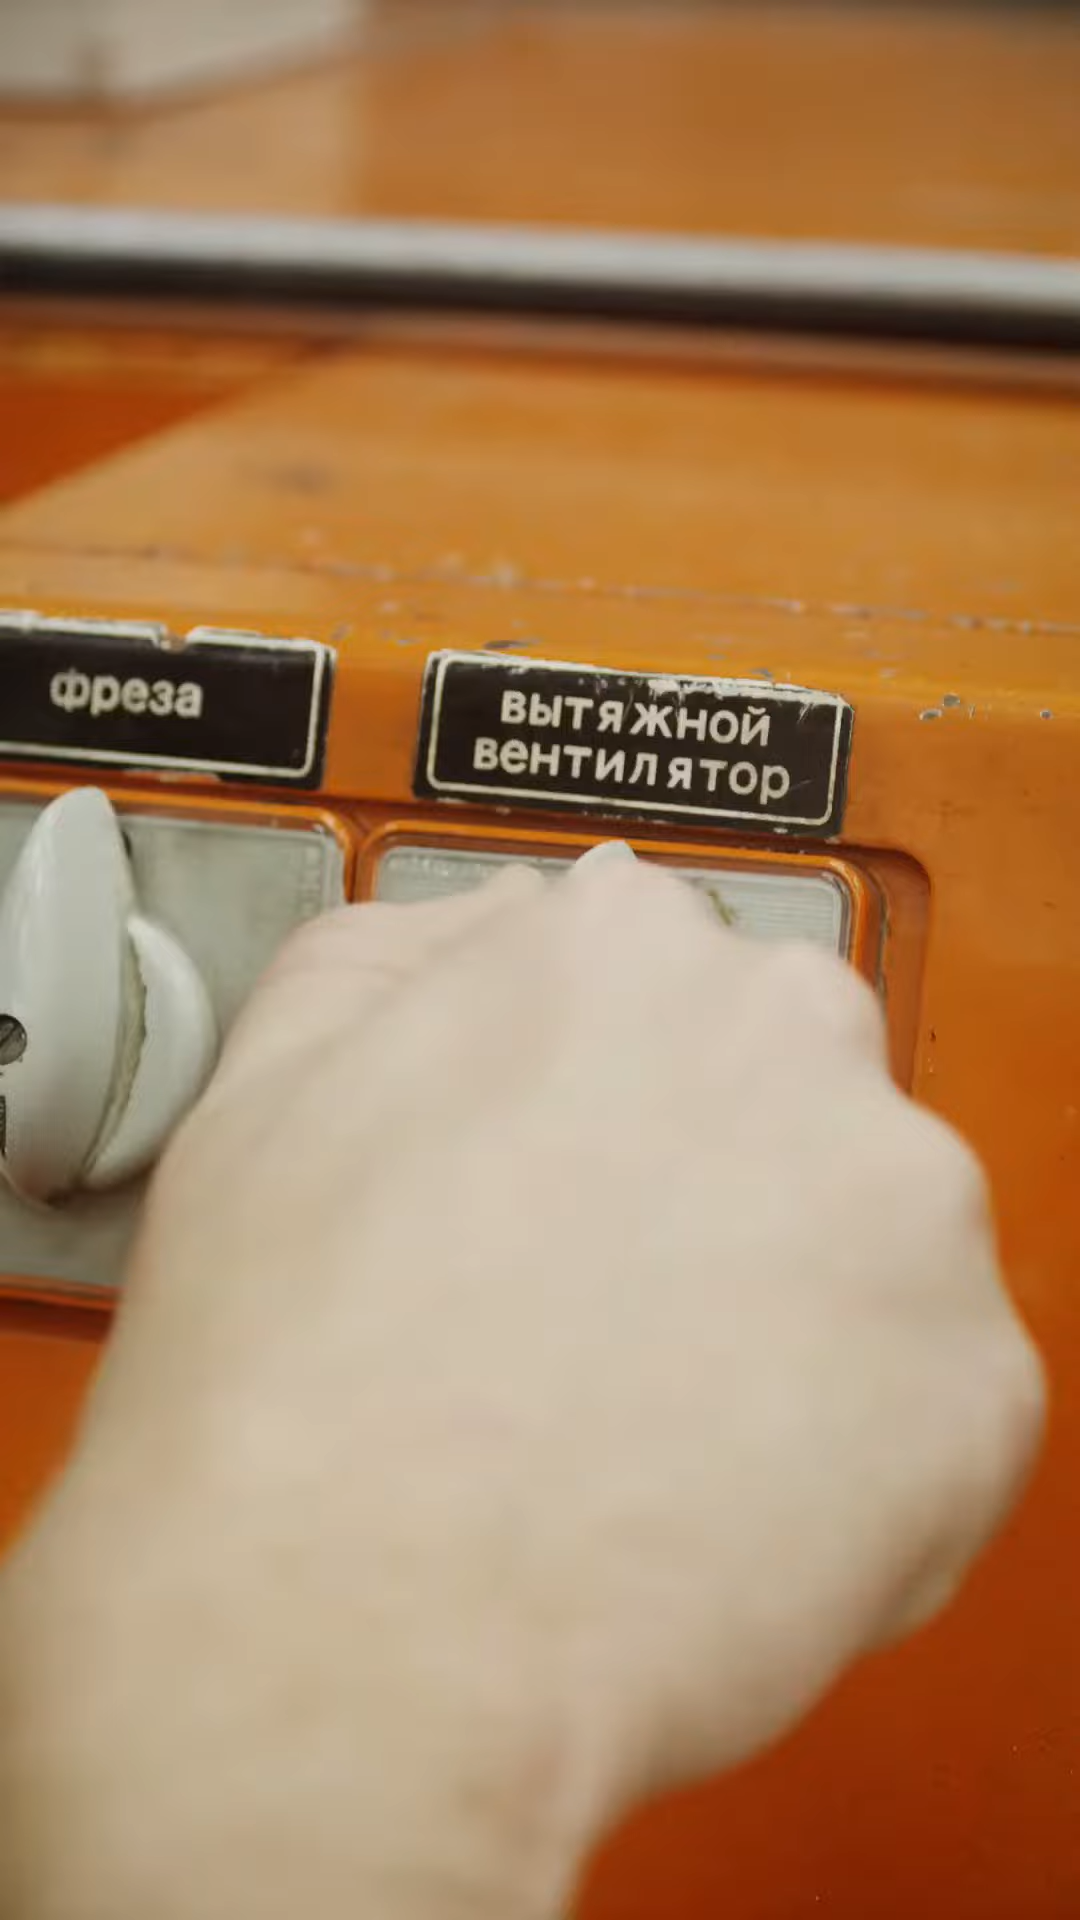 фреза
вытяжной
вентилятор